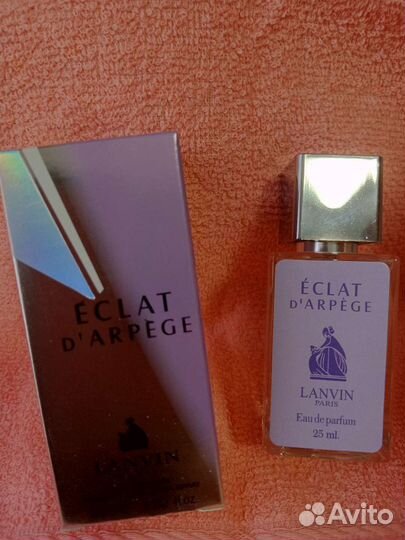 ÉCLAT
D'ARPÈGE
LANVIN
ÉCLAT
D'ARPÈGE
LANVIN
PARIS
Eau de parfum
25 ml.
Avito